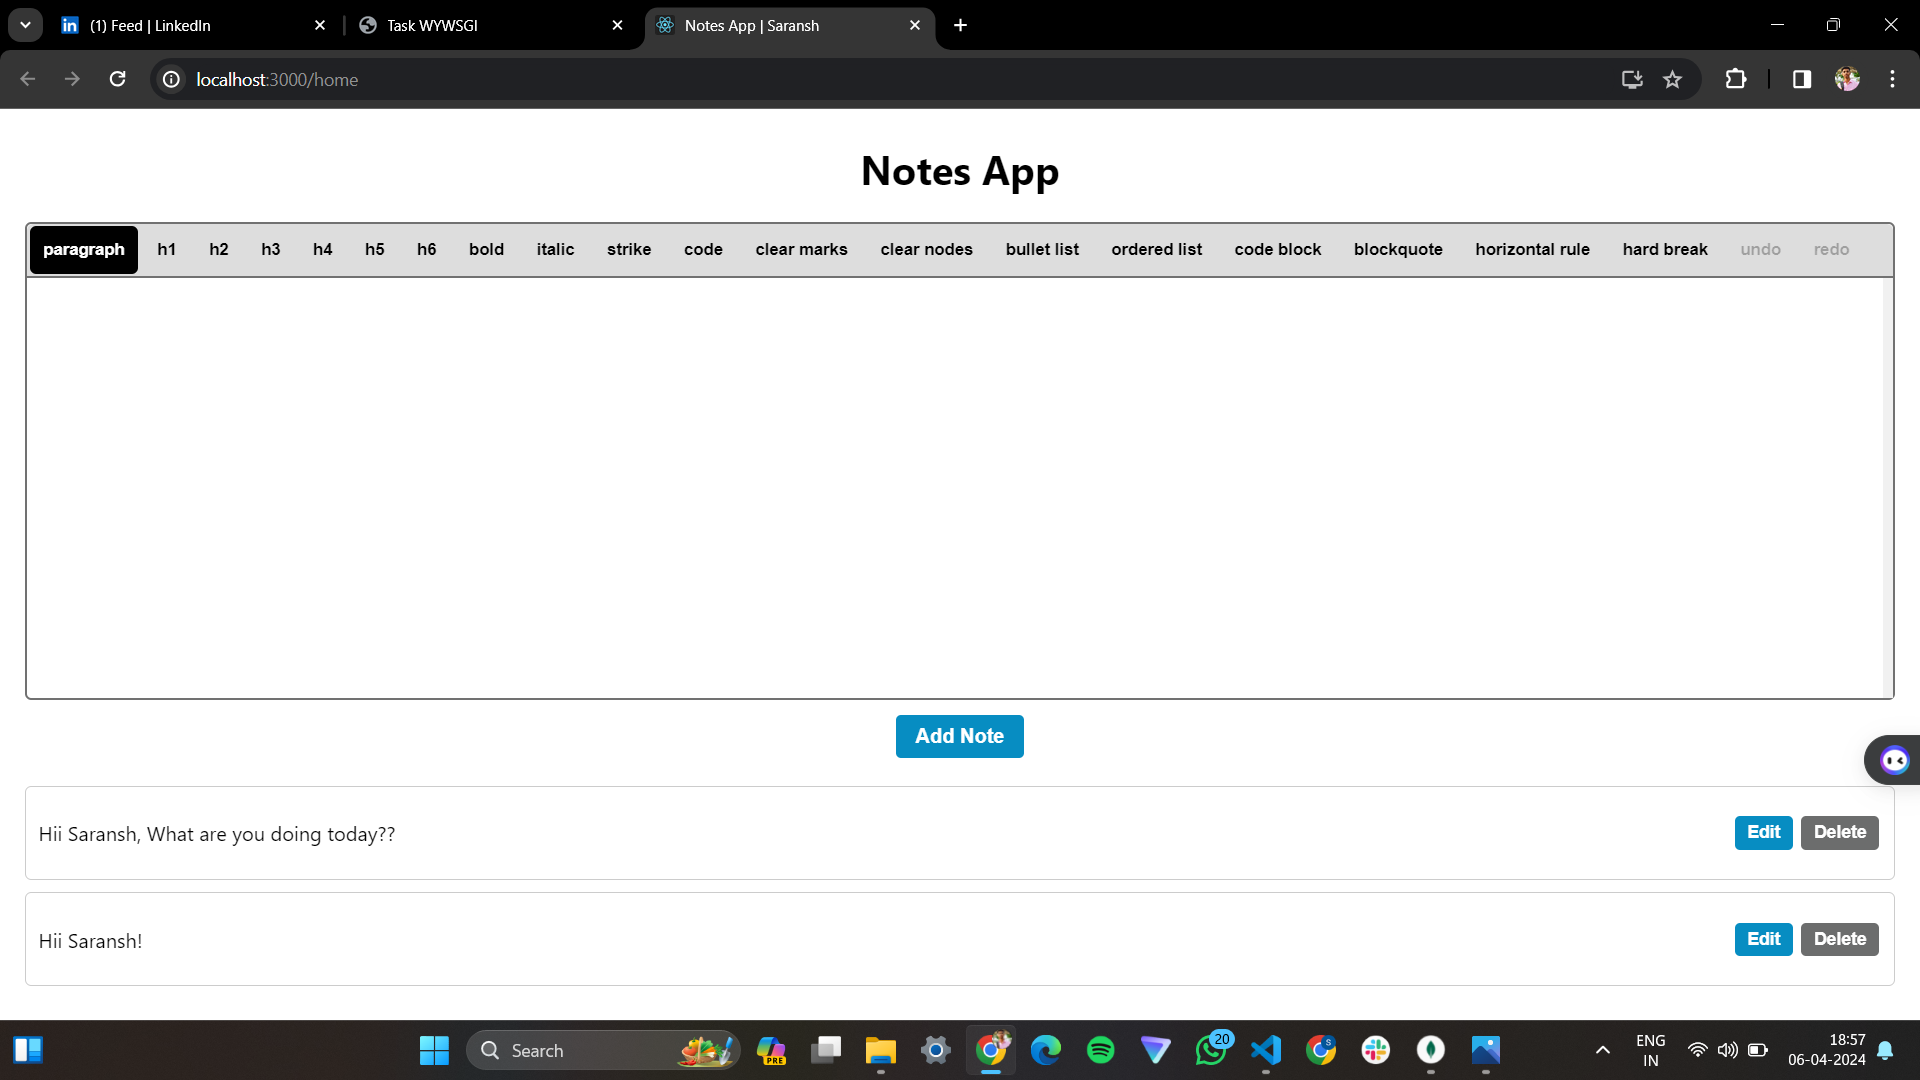 (1) Feed | LinkedIn
Task WYWSGI
Notes App | Saransh
localhost:3000/home
Notes App
paragraph h1 h2 h3 h4 h5 h6 bold italic strike code clear marks clear nodes bullet list ordered list code block blockquote horizontal rule hard break undo redo
Add Note
Hii Saransh, What are you doing today??
Edit Delete
Hii Saransh!
Edit Delete
Search
PRE
20
S
ENG
IN
18:57
06-04-2024